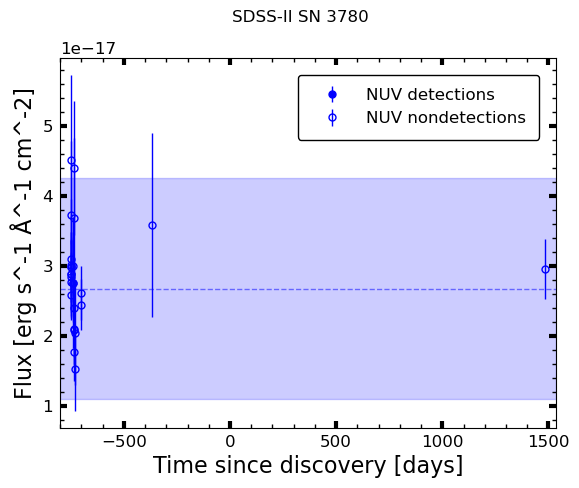 SDSS-II SN 3780
1e−17
NUV detections
NUV nondetections
5
4
3
2
1
Flux [erg s^-1 Å^-1 cm^-2]
−500 0 500 1000 1500
Time since discovery [days]